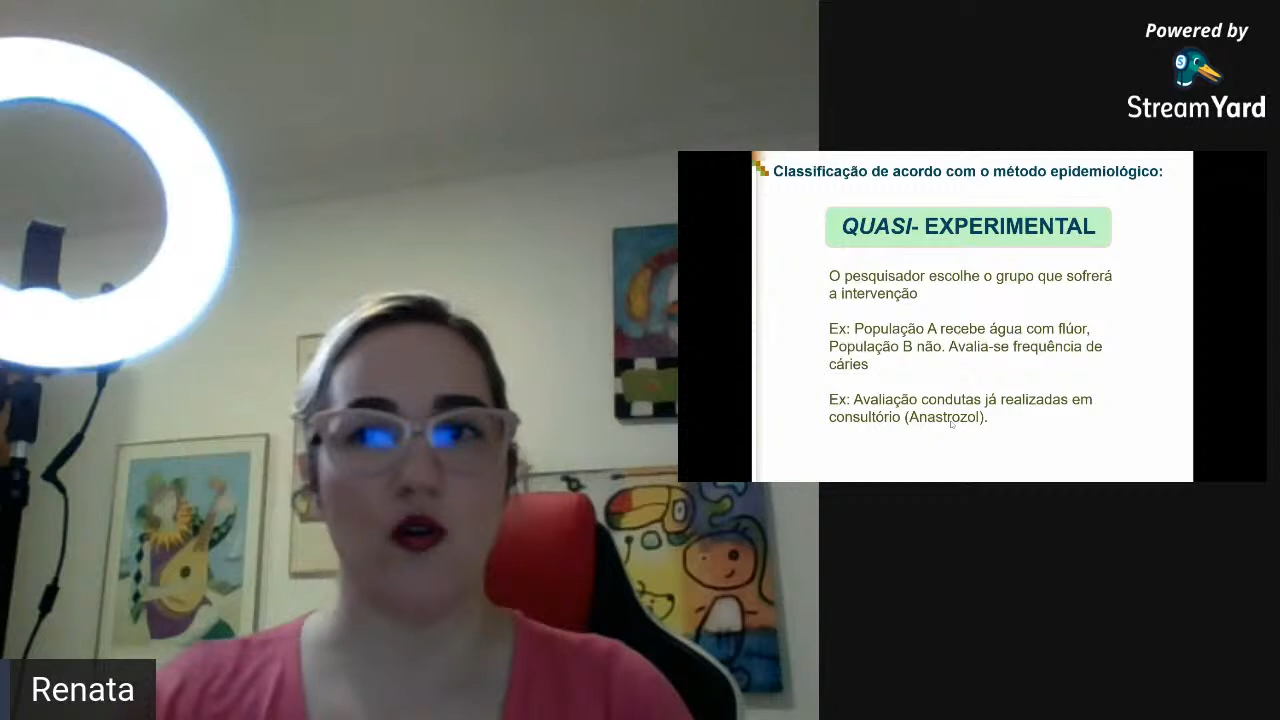 Powered by
StreamYard
Classificação de acordo com o método epidemiológico:
QUASI- EXPERIMENTAL
O pesquisador escolhe o grupo que sofrerá
a intervenção
Ex: População A recebe água com flúor,
População B não. Avalia-se frequência de
cáries
Ex: Avaliação condutas já realizadas em
consultório (Anastrozol).
Renata